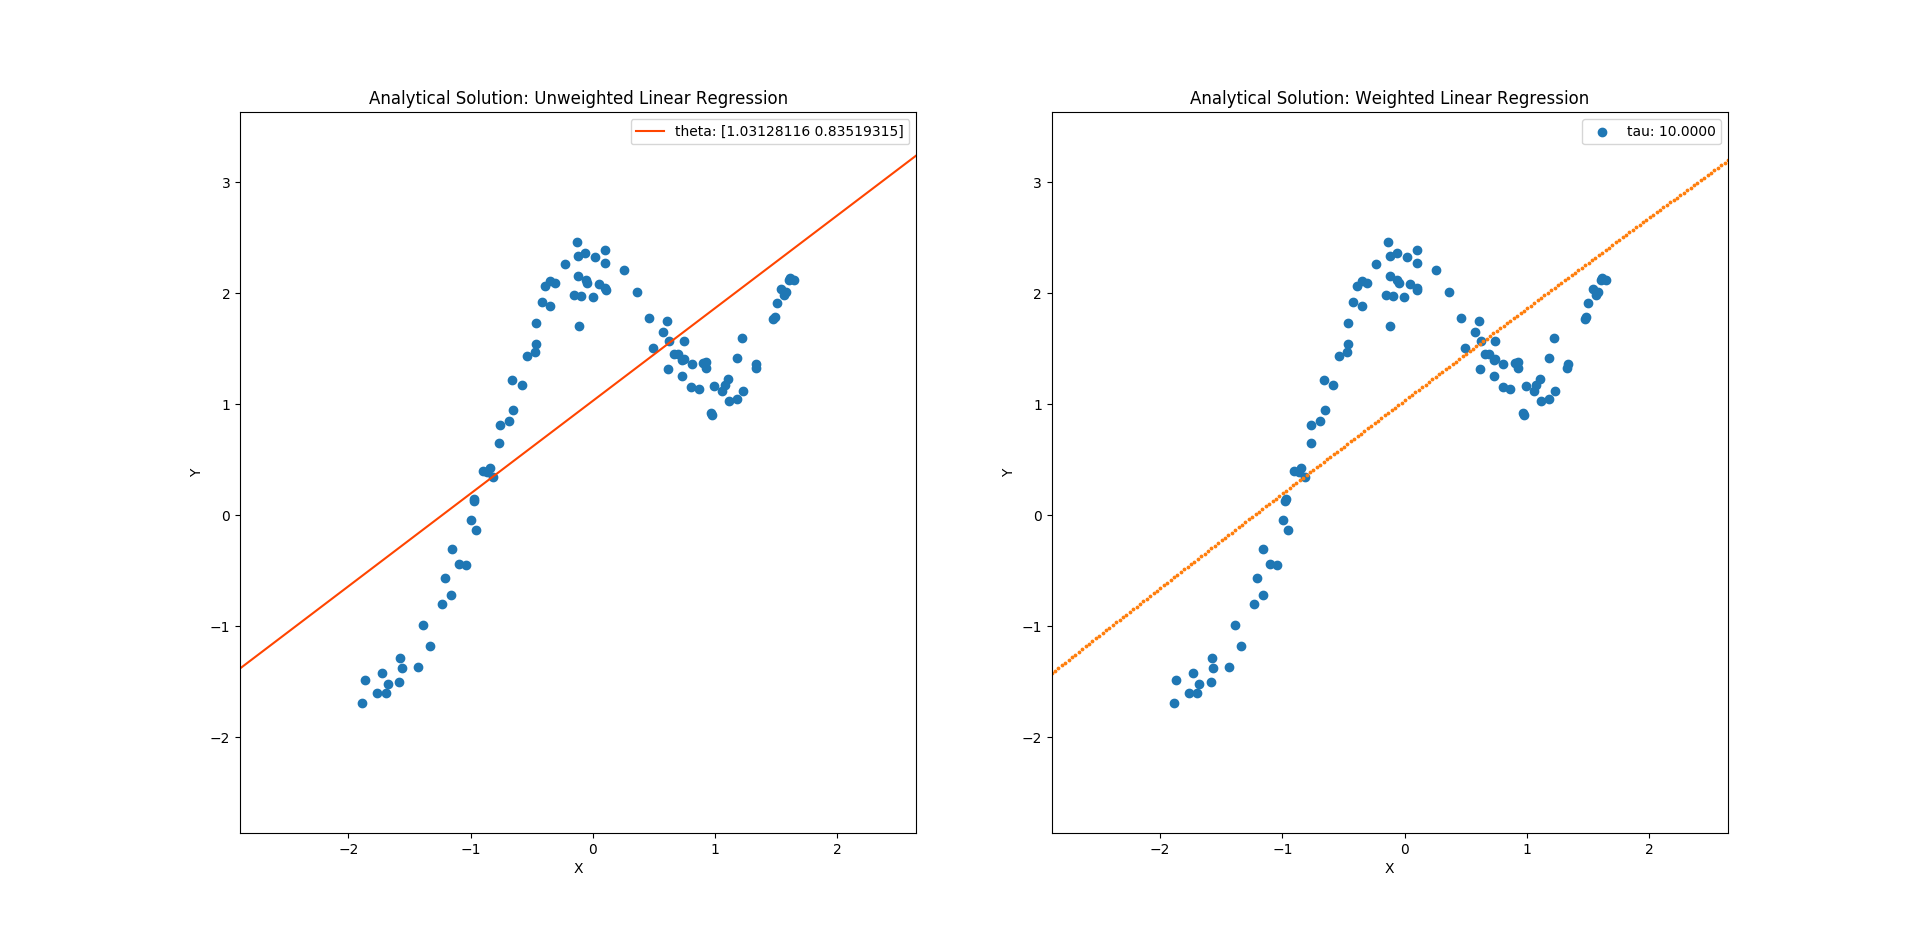 Analytical Solution: Unweighted Linear Regression
theta: [1.03128116 0.83519315]
3
2
1
0
−1
−2
Y
−2 −1 0 1 2
X
Analytical Solution: Weighted Linear Regression
tau: 10.0000
3
2
1
0
−1
−2
Y
−2 −1 0 1 2
X